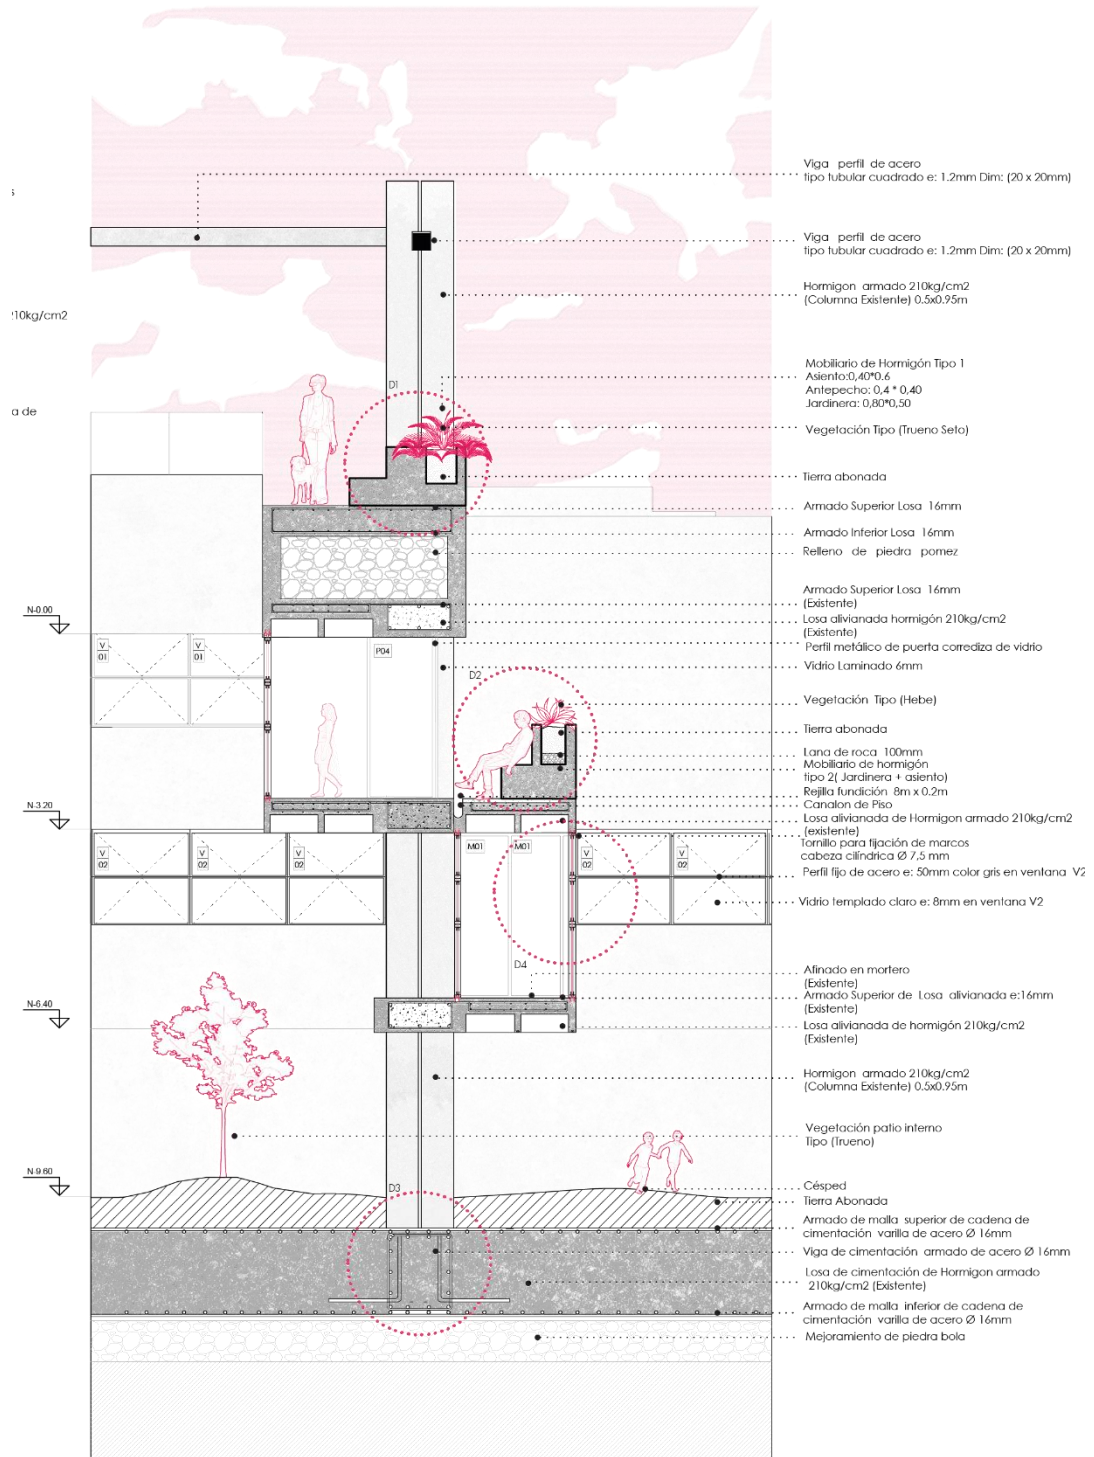 s
210kg/cm2
a de
Viga perfil de acero
tipo tubular cuadrado e: 1.2mm Dim: (20 x 20mm)
Viga perfil de acero
tipo tubular cuadrado e: 1.2mm Dim: (20 x 20mm)
Hormigon armado 210kg/cm2
(Columna Existente) 0.5x0.95m
Mobiliario de Hormigón Tipo 1
Asiento:0,40*0.6
Antepecho: 0,4 * 0,40
Jardinera: 0,80*0,50
Vegetación Tipo (Trueno Seto)
Tierra abonada
Armado Superior Losa 16mm
Armado Inferior Losa 16mm
Relleno de piedra pomez
Armado Superior Losa 16mm
(Existente)
Losa alivianada hormigón 210kg/cm2
(Existente)
Perfil metálico de puerta corrediza de vidrio
Vidrio Laminado 6mm
Vegetación Tipo (Hebe)
Tierra abonada
Lana de roca 100mm
Mobiliario de hormigón
tipo 2( Jardinera + asiento)
Rejilla fundición 8m x 0.2m
Canalon de Piso
Losa alivianada de Hormigon armado 210kg/cm2
(existente)
Tornillo para fijación de marcos
cabeza cilíndrica Ø 7,5 mm
Perfil fijo de acero e: 50mm color gris en ventana V2
Vidrio templado claro e: 8mm en ventana V2
Afinado en mortero
(Existente)
Armado Superior de Losa alivianada e:16mm
(Existente)
Losa alivianada de hormigón 210kg/cm2
(Existente)
Hormigon armado 210kg/cm2
(Columna Existente) 0.5x0.95m
Vegetación patio interno
Tipo (Trueno)
Césped
Tierra Abonada
Armado de malla superior de cadena de
cimentación varilla de acero Ø 16mm
Viga de cimentación armado de acero Ø 16mm
Losa de cimentación de Hormigon armado
210kg/cm2 (Existente)
Armado de malla inferior de cadena de
cimentación varilla de acero Ø 16mm
Mejoramiento de piedra bola
D1
N-0.00
V
01
V
01
P04
D2
N-3.20
V
02
V
02
V
02
M01
M01
V
02
V
02
D4
N-6.40
N-9.60
D3